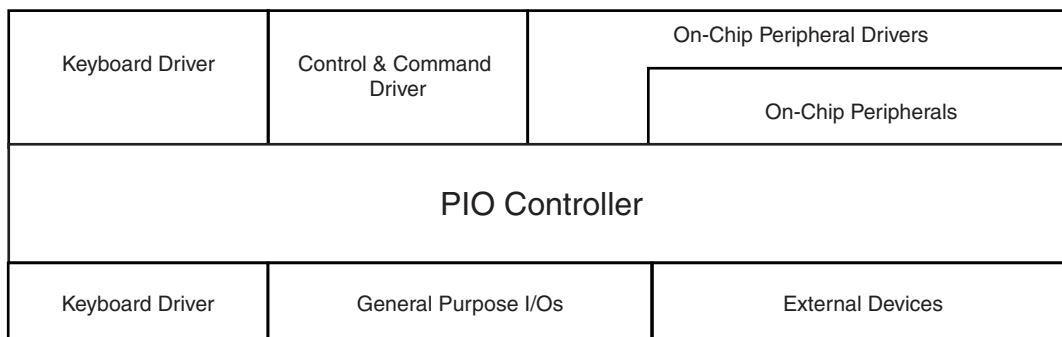 Keyboard Driver
Control & Command
Driver
On-Chip Peripheral Drivers
On-Chip Peripherals
PIO Controller
Keyboard Driver
General Purpose I/Os
External Devices